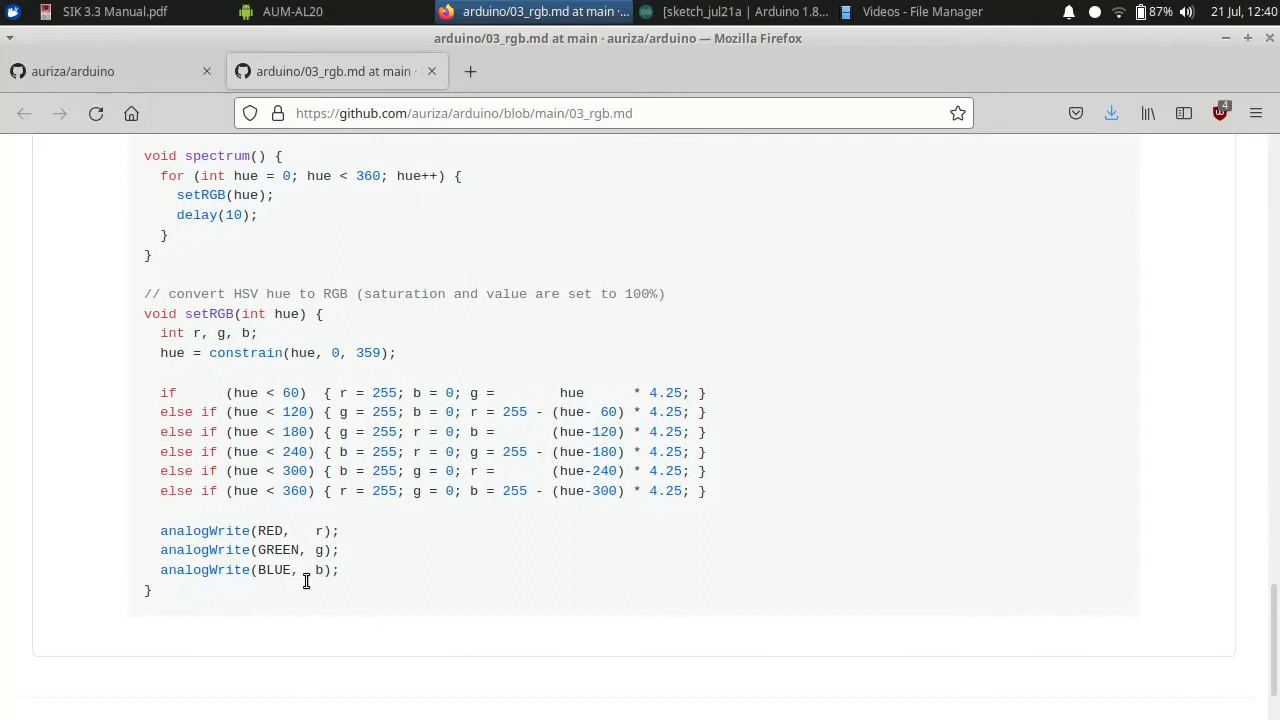 SIK 3.3 Manual.pdf
AUM-AL20
arduino/03_rgb.md at main ·...
[sketch_jul21a | Arduino 1.8...
Videos - File Manager
87%
21 Jul, 12:40
arduino/03_rgb.md at main · auriza/arduino — Mozilla Firefox
auriza/arduino
arduino/03_rgb.md at main ·
https://github.com/auriza/arduino/blob/main/03_rgb.md
4
void spectrum() {
  for (int hue = 0; hue < 360; hue++) {
    setRGB(hue);
    delay(10);
  }
}
// convert HSV hue to RGB (saturation and value are set to 100%)
void setRGB(int hue) {
  int r, g, b;
  hue = constrain(hue, 0, 359);
  if      (hue < 60)  { r = 255; b = 0; g =        hue      * 4.25; }
  else if (hue < 120) { g = 255; b = 0; r = 255 - (hue- 60) * 4.25; }
  else if (hue < 180) { g = 255; r = 0; b =       (hue-120) * 4.25; }
  else if (hue < 240) { b = 255; r = 0; g = 255 - (hue-180) * 4.25; }
  else if (hue < 300) { b = 255; g = 0; r =       (hue-240) * 4.25; }
  else if (hue < 360) { r = 255; g = 0; b = 255 - (hue-300) * 4.25; }
  analogWrite(RED,   r);
  analogWrite(GREEN, g);
  analogWrite(BLUE,  b);
}